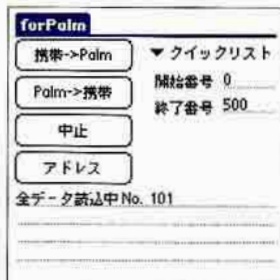 forPalm
携帯->Palm
Palm->携帯
中止
アドレス
▼ クイックリスト
開始番号 0
終了番号 500
全データ読込中 No. 101